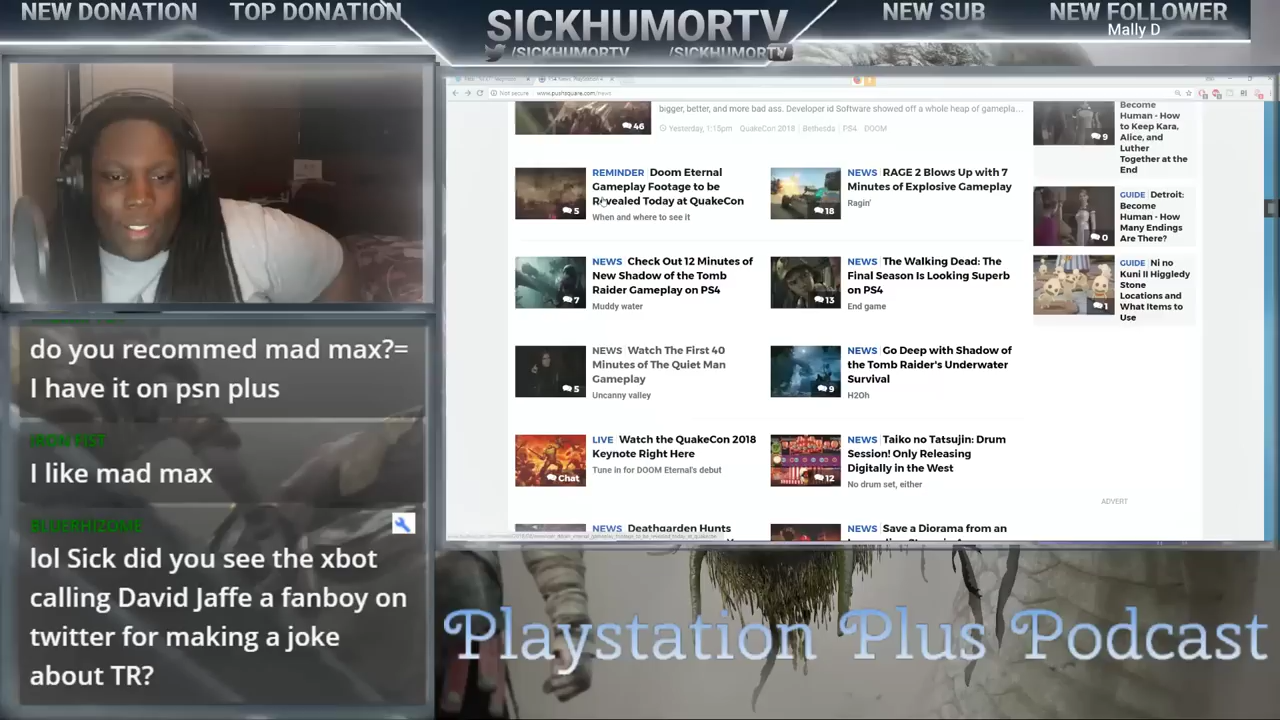 NEW DONATION
TOP DONATION
SICKHUMORTV
/SICKHUMORTV
/SICKHUMORTV
NEW SUB
NEW FOLLOWER
Mally D
do you recommed mad max?=
I have it on psn plus
IRON FIST
I like mad max
BLUERHIZOME
lol Sick did you see the xbot
calling David Jaffe a fanboy on
twitter for making a joke
about TR?
Not secure
www.pushsquare.com/news
46
bigger, better, and more bad ass. Developer id Software showed off a whole heap of gamepla...
Yesterday, 1:15pm QuakeCon 2018 Bethesda PS4 DOOM
5
REMINDER Doom Eternal
Gameplay Footage to be
Revealed Today at QuakeCon
When and where to see it
18
NEWS RAGE 2 Blows Up with 7
Minutes of Explosive Gameplay
Ragin'
7
NEWS Check Out 12 Minutes of
New Shadow of the Tomb
Raider Gameplay on PS4
Muddy water
13
NEWS The Walking Dead: The
Final Season Is Looking Superb
on PS4
End game
5
NEWS Watch The First 40
Minutes of The Quiet Man
Gameplay
Uncanny valley
9
NEWS Go Deep with Shadow of
the Tomb Raider's Underwater
Survival
H2Oh
Chat
LIVE Watch the QuakeCon 2018
Keynote Right Here
Tune in for DOOM Eternal's debut
12
NEWS Taiko no Tatsujin: Drum
Session! Only Releasing
Digitally in the West
No drum set, either
NEWS Deathgarden Hunts
NEWS Save a Diorama from an
9
Become
Human - How
to Keep Kara,
Alice, and
Luther
Together at the
End
0
GUIDE Detroit:
Become
Human - How
Many Endings
Are There?
1
GUIDE Ni no
Kuni II Higgledy
Stone
Locations and
What Items to
Use
ADVERT
Playstation Plus Podcast